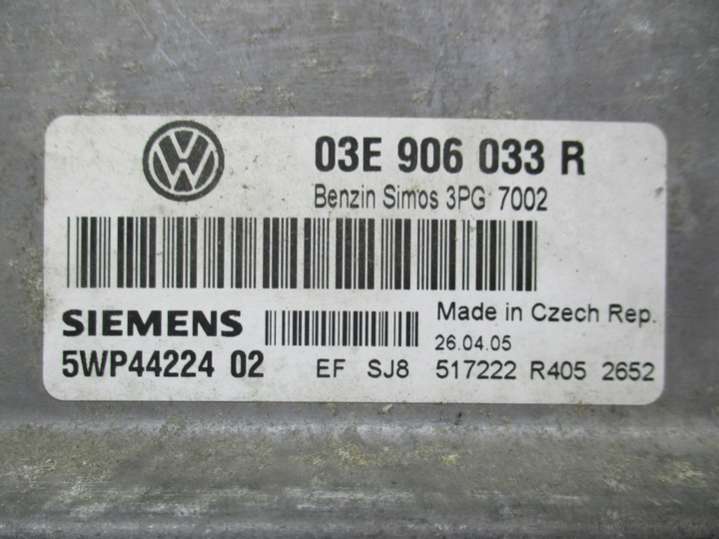 03E 906 033 R
Benzin Simos 3PG 7002
SIEMENS
Made in Czech Rep.
26.04.05
5WP44224 02
EF SJ8 517222 R405 2652